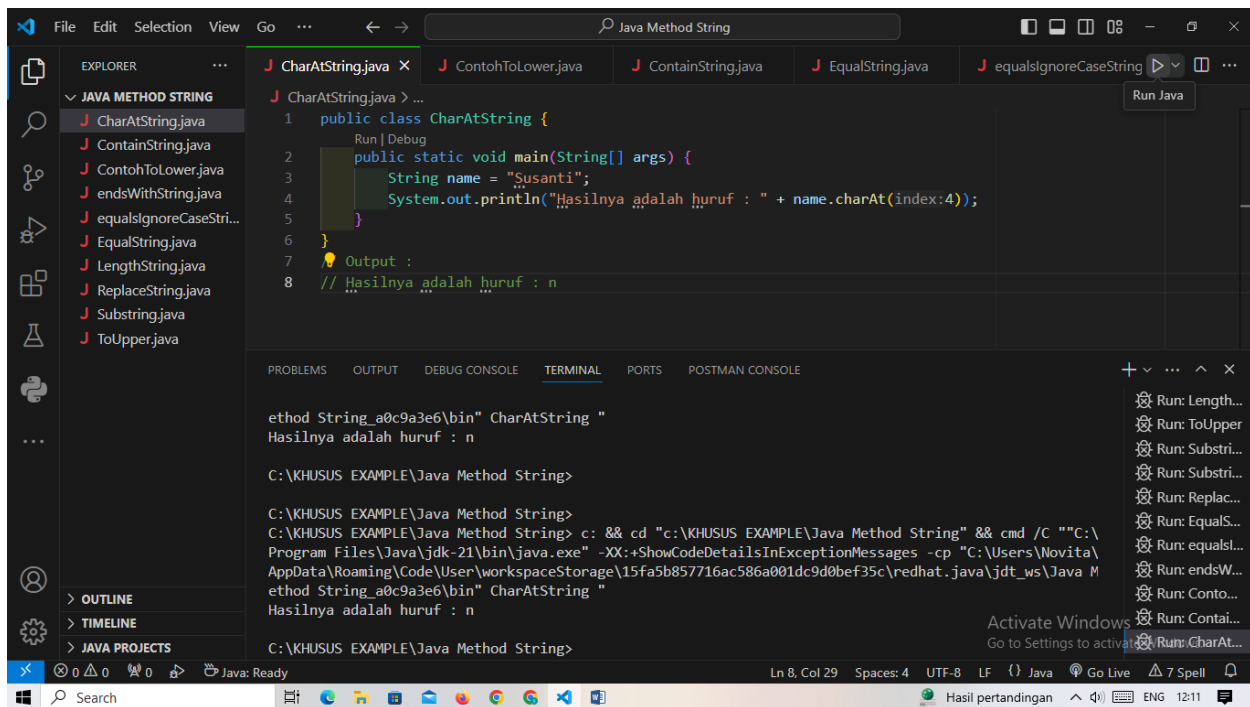 File Edit Selection View Go ···
Java Method String
EXPLORER ···
JAVA METHOD STRING
J CharAtString.java
J ContainString.java
J ContohToLower.java
J endsWithString.java
J equalsIgnoreCaseStri...
J EqualString.java
J LengthString.java
J ReplaceString.java
J Substring.java
J ToUpper.java
OUTLINE
TIMELINE
JAVA PROJECTS
J CharAtString.java J ContohToLower.java J ContainString.java J EqualString.java J equalsIgnoreCaseString
Run Java
J CharAtString.java > ...
1 public class CharAtString {
Run | Debug
2 public static void main(String[] args) {
3 String name = "Susanti";
4 System.out.println("Hasilnya adalah huruf : " + name.charAt(index:4));
5 }
6 }
7 / Output :
8 // Hasilnya adalah huruf : n
PROBLEMS OUTPUT DEBUG CONSOLE TERMINAL PORTS POSTMAN CONSOLE
ethod String_a0c9a3e6\bin" CharAtString "
Hasilnya adalah huruf : n
C:\KHUSUS EXAMPLE\Java Method String>
C:\KHUSUS EXAMPLE\Java Method String>
C:\KHUSUS EXAMPLE\Java Method String> c: && cd "c:\KHUSUS EXAMPLE\Java Method String" && cmd /C ""C:\
Program Files\Java\jdk-21\bin\java.exe" -XX:+ShowCodeDetailsInExceptionMessages -cp "C:\Users\Novita\
AppData\Roaming\Code\User\workspaceStorage\15fa5b857716ac586a001dc9d0bef35c\redhat.java\jdt_ws\Java M
ethod String_a0c9a3e6\bin" CharAtString "
Hasilnya adalah huruf : n
C:\KHUSUS EXAMPLE\Java Method String>
Run: Length...
Run: ToUpper
Run: Substri...
Run: Substri...
Run: Replac...
Run: EqualS...
Run: equalsI...
Run: endsW...
Run: Conto...
Run: Contai...
Run: CharAt...
Activate Windows
Go to Settings to activate
0 0 0 Java: Ready Ln 8, Col 29 Spaces: 4 UTF-8 LF {} Java Go Live 7 Spell
Search Hasil pertandingan ENG 12:11